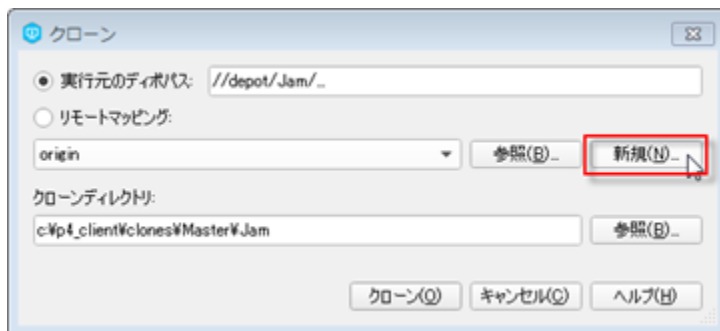 クローン
実行元のディポパス: //depot/Jam/...
リモートマッピング:
origin 参照(B)... 新規(N)...
クローンディレクトリ:
c:¥p4_client¥clones¥Master¥Jam 参照(B)...
クローン(O) キャンセル(C) ヘルプ(H)